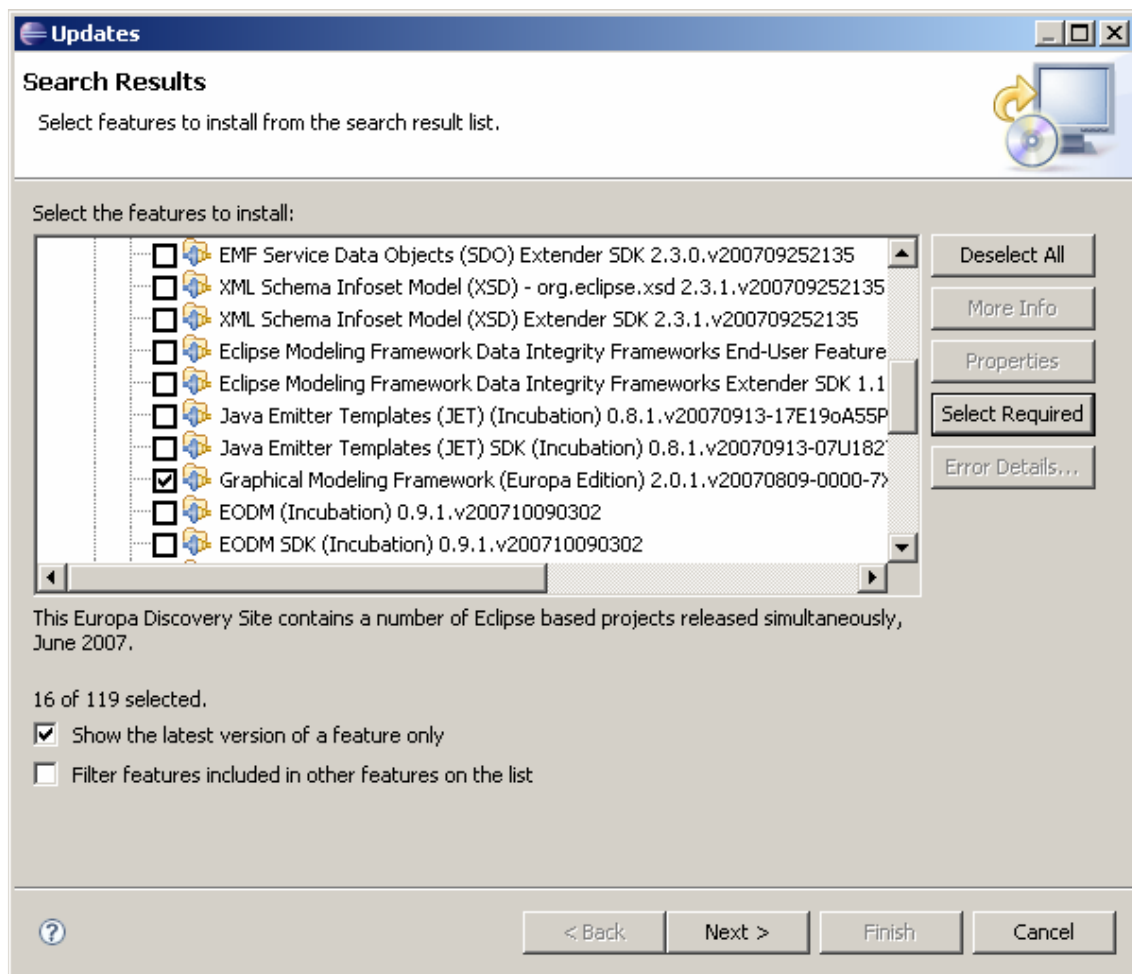 Updates
Search Results
Select features to install from the search result list.
Select the features to install:
EMF Service Data Objects (SDO) Extender SDK 2.3.0.v200709252135
XML Schema Infoset Model (XSD) - org.eclipse.xsd 2.3.1.v200709252135
XML Schema Infoset Model (XSD) Extender SDK 2.3.1.v200709252135
Eclipse Modeling Framework Data Integrity Frameworks End-User Feature
Eclipse Modeling Framework Data Integrity Frameworks Extender SDK 1.1
Java Emitter Templates (JET) (Incubation) 0.8.1.v20070913-17E19oA55P
Java Emitter Templates (JET) SDK (Incubation) 0.8.1.v20070913-07U182
Graphical Modeling Framework (Europa Edition) 2.0.1.v20070809-0000-7
EODM (Incubation) 0.9.1.v200710090302
EODM SDK (Incubation) 0.9.1.v200710090302
Deselect All
More Info
Properties
Select Required
Error Details...
This Europa Discovery Site contains a number of Eclipse based projects released simultaneously,
June 2007.
16 of 119 selected.
Show the latest version of a feature only
Filter features included in other features on the list
?
< Back
Next >
Finish
Cancel